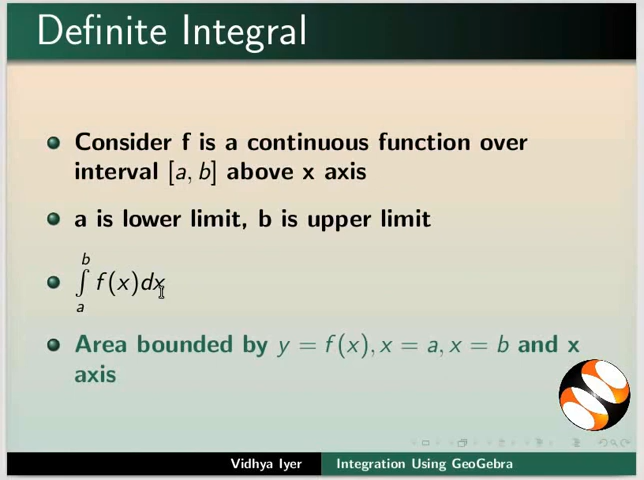 Definite Integral
Consider f is a continuous function over
interval [a, b] above x axis
a is lower limit, b is upper limit
∫_a^b f(x)dx
Area bounded by y = f(x), x = a, x = b and x
axis
Vidhya Iyer Integration Using GeoGebra